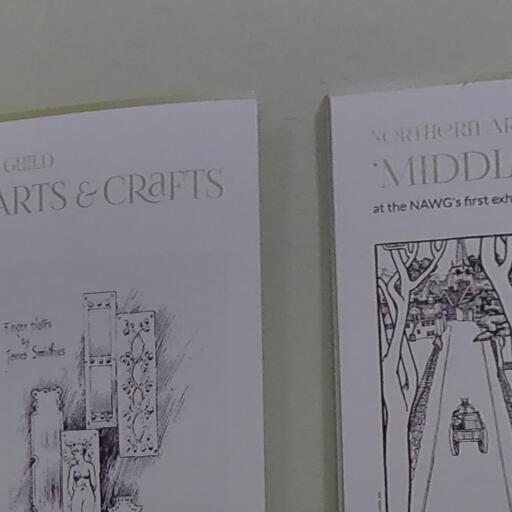 GUILD
ARTS & CRAFTS
Finger plates
by
James Smithies
NORTHERN AR
'MIDDL
at the NAWG's first exh